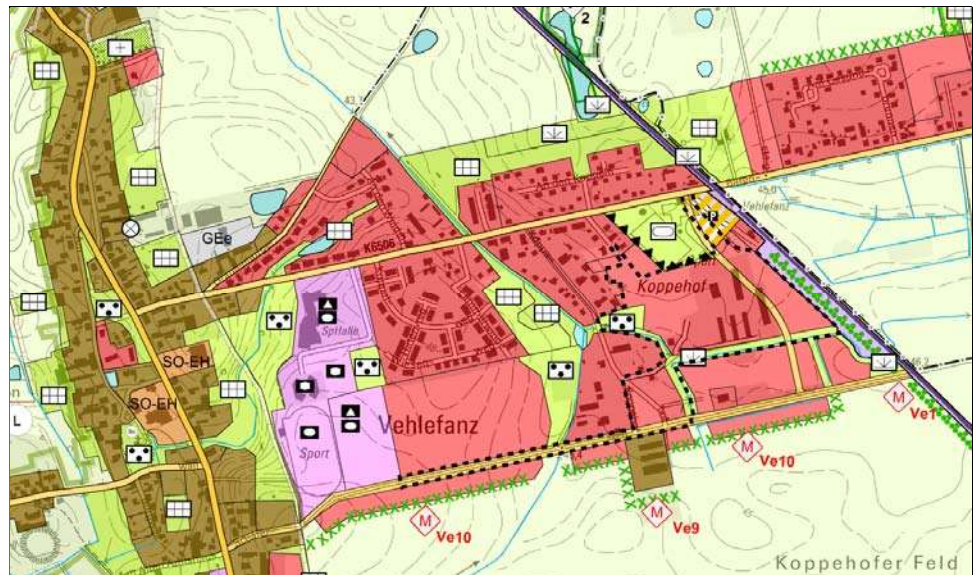 2
43.
GEe
K6506
P
45.0
Vehlefanz
Koppehof
SpHalle
SO-EH
SO-EH
L
Vehlefanz
Sport
46.2
M
Ve1
M
Ve10
M
Ve10
M
Ve9
Koppehofer Feld